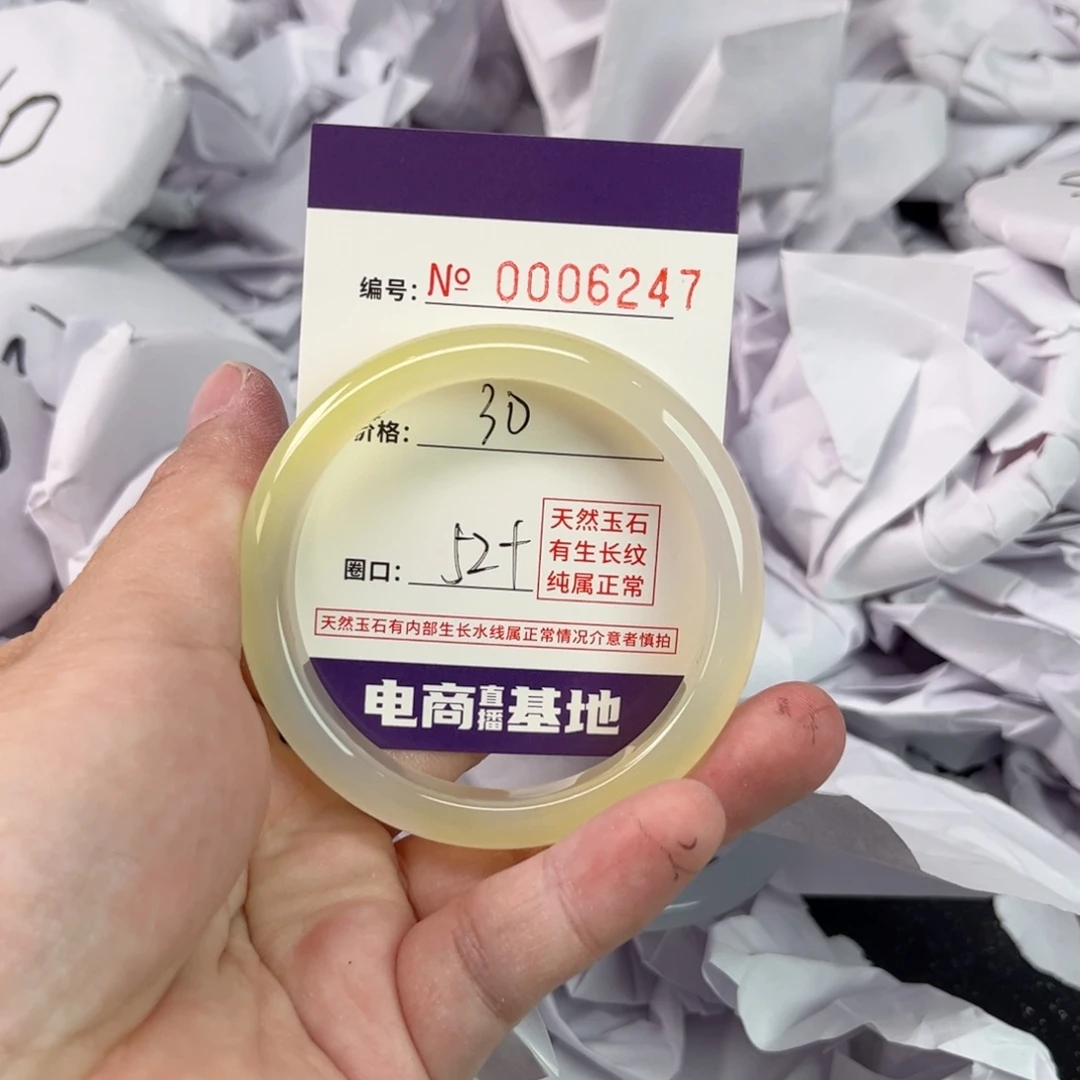 编号: Nº 0006247
价格: 30
圈口: 52+
天然玉石
有生长纹
纯属正常
天然玉石有内部生长水线属正常情况介意者慎拍
电商直播基地